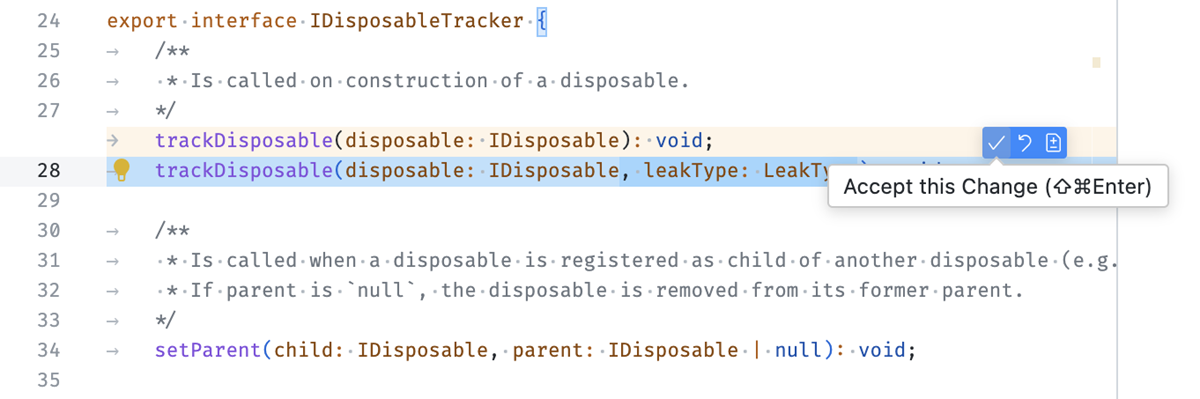 24 export interface IDisposableTracker {
25 /**
26 * Is called on construction of a disposable.
27 */
trackDisposable(disposable: IDisposable): void;
28 trackDisposable(disposable: IDisposable, leakType:
Accept this Change (⇧⌘Enter)
29
30 /**
31 * Is called when a disposable is registered as child of another disposable (e.g.
32 * If parent is `null`, the disposable is removed from its former parent.
33 */
34 setParent(child: IDisposable, parent: IDisposable | null): void;
35